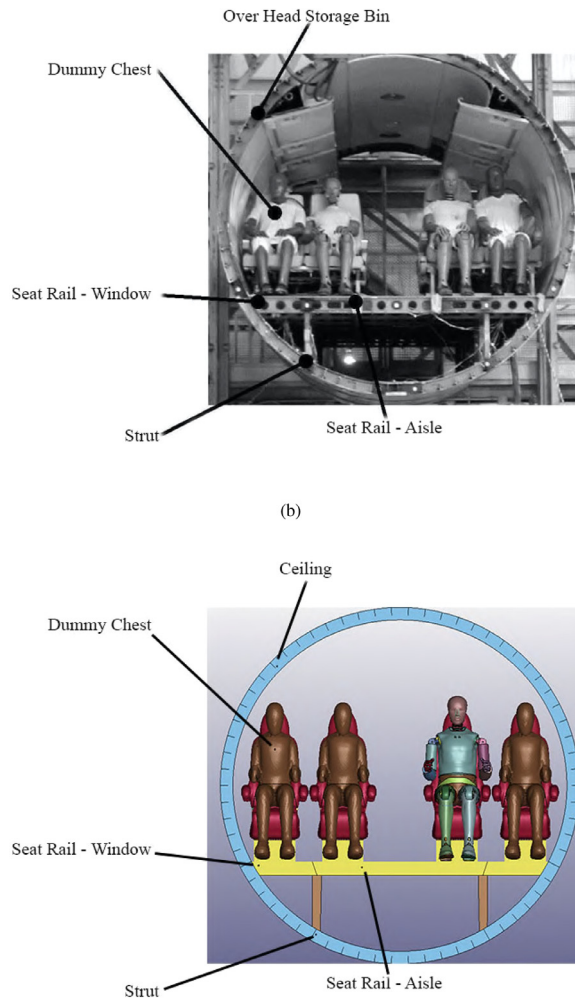 Over Head Storage Bin
Dummy Chest
Seat Rail - Window
Strut
Seat Rail - Aisle
(b)
Ceiling
Dummy Chest
Seat Rail - Window
Strut
Seat Rail - Aisle